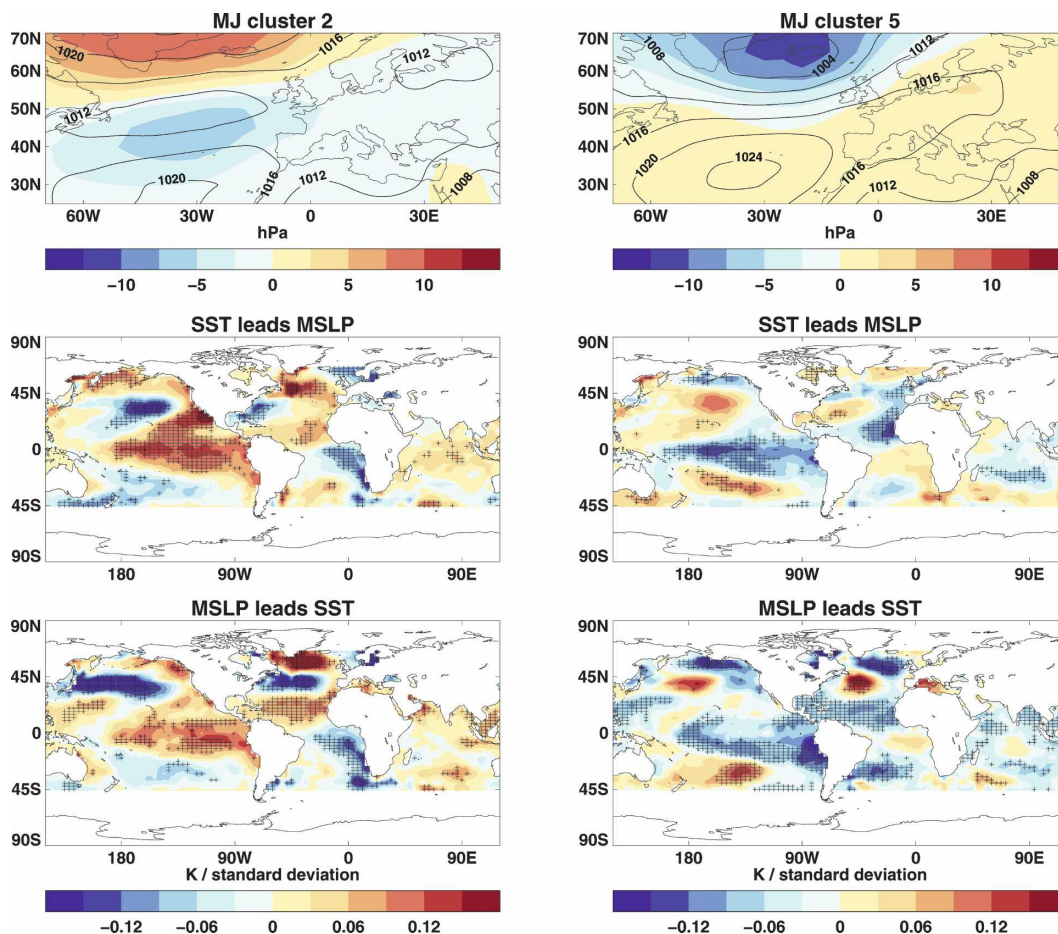 MJ cluster 2
70N
60N
50N
40N
30N
1020
1016
1012
1012
1020
1016
1012
1008
60W 30W 0 30E
hPa
−10 −5 0 5 10
MJ cluster 5
70N
60N
50N
40N
30N
1008
1004
1012
1016
1016
1020
1024
1016
1012
1008
60W 30W 0 30E
hPa
−10 −5 0 5 10
SST leads MSLP
90N
45N
0
45S
90S
180 90W 0 90E
SST leads MSLP
90N
45N
0
45S
90S
180 90W 0 90E
MSLP leads SST
90N
45N
0
45S
90S
180 90W 0 90E
K / standard deviation
−0.12 −0.06 0 0.06 0.12
MSLP leads SST
90N
45N
0
45S
90S
180 90W 0 90E
K / standard deviation
−0.12 −0.06 0 0.06 0.12